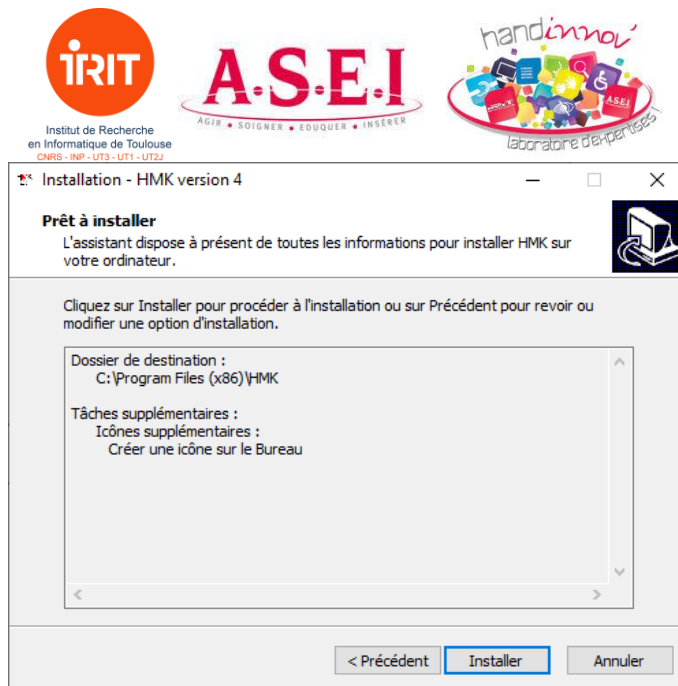 iRiT
Institut de Recherche
en Informatique de Toulouse
CNRS - INP - UT3 - UT1 - UT2J
A.S.E.I
AGIR • SOIGNER • EDUQUER • INSÉRER
handinnov'
IRIT
ASEI
laboratoire d'expertises !
Installation - HMK version 4
Prêt à installer
L'assistant dispose à présent de toutes les informations pour installer HMK sur
votre ordinateur.
Cliquez sur Installer pour procéder à l'installation ou sur Précédent pour revoir ou
modifier une option d'installation.
Dossier de destination :
C:\Program Files (x86)\HMK
Tâches supplémentaires :
Icônes supplémentaires :
Créer une icône sur le Bureau
< Précédent
Installer
Annuler